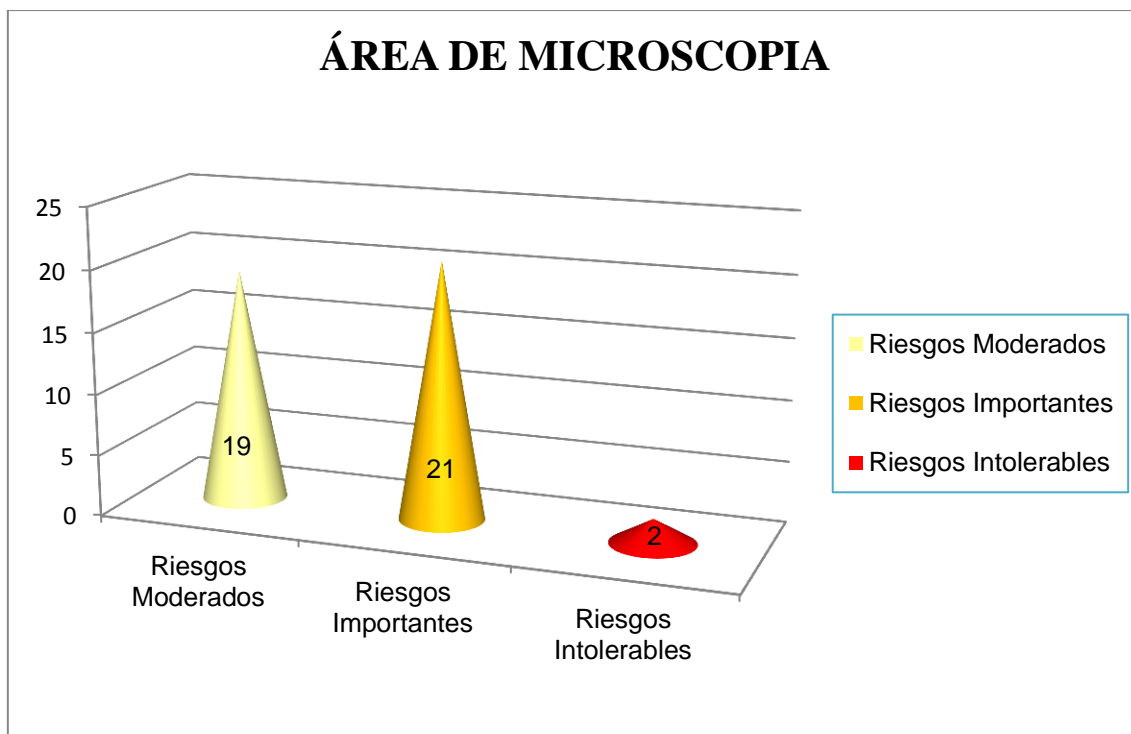 ÁREA DE MICROSCOPIA
25
20
15
10
5
0
19
21
2
Riesgos
Moderados
Riesgos
Importantes
Riesgos
Intolerables
Riesgos Moderados
Riesgos Importantes
Riesgos Intolerables